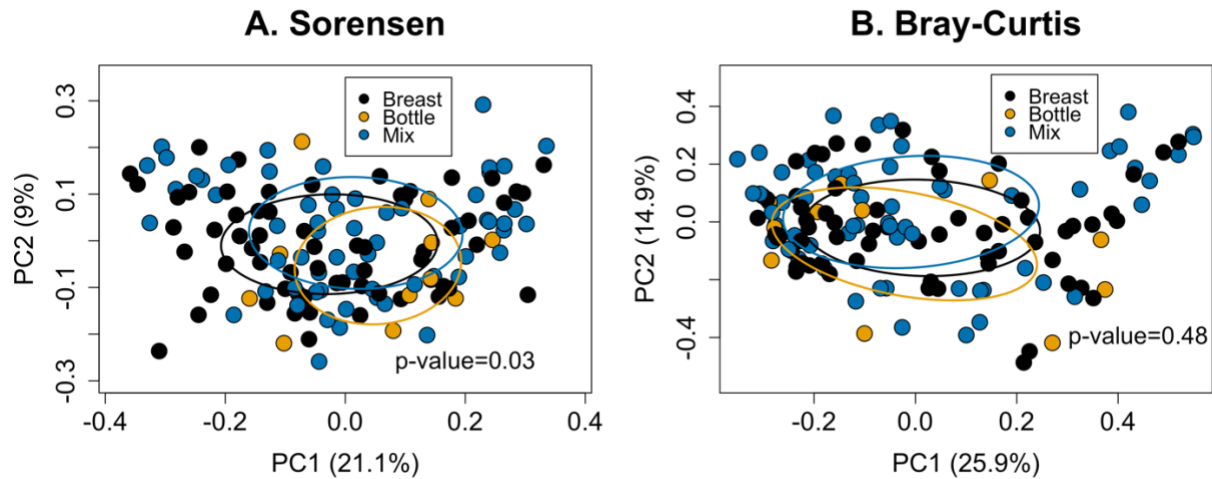 A. Sorensen
PC2 (9%)
0.3
0.1
-0.1
-0.3
-0.4
-0.2
0.0
0.2
0.4
PC1 (21.1%)
Breast
Bottle
Mix
p-value=0.03
B. Bray-Curtis
PC2 (14.9%)
0.4
0.2
0.0
-0.4
-0.2
0.0
0.2
0.4
PC1 (25.9%)
Breast
Bottle
Mix
p-value=0.48